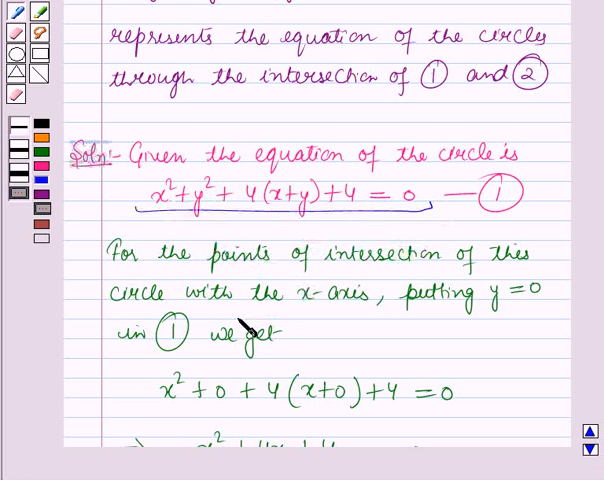 represents the equation of the circles
through the intersection of ① and ②
Soln:- Given the equation of the circle is
x² + y² + 4(x+y) + 4 = 0 — ①
For the points of intersection of this
circle with the x-axis, putting y = 0
in ① we get
x² + 0 + 4(x+0) + 4 = 0